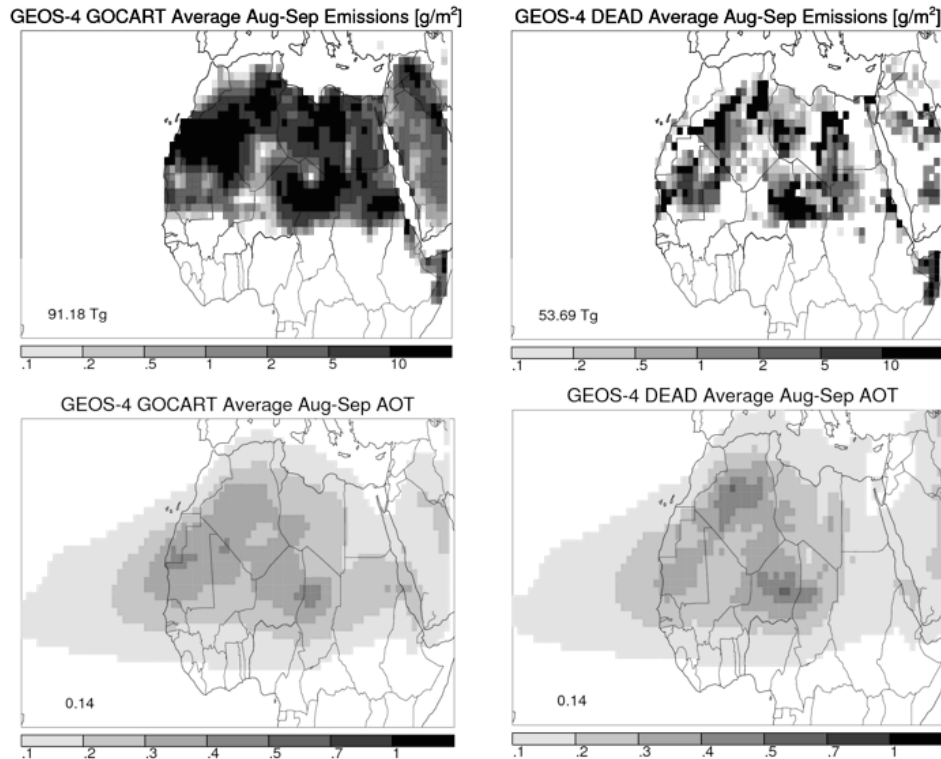 GEOS-4 GOCART Average Aug-Sep Emissions [g/m²]
91.18 Tg
.1 .2 .5 1 2 5 10
GEOS-4 DEAD Average Aug-Sep Emissions [g/m²]
53.69 Tg
.1 .2 .5 1 2 5 10
GEOS-4 GOCART Average Aug-Sep AOT
0.14
.1 .2 .3 .4 .5 .7 1
GEOS-4 DEAD Average Aug-Sep AOT
0.14
.1 .2 .3 .4 .5 .7 1